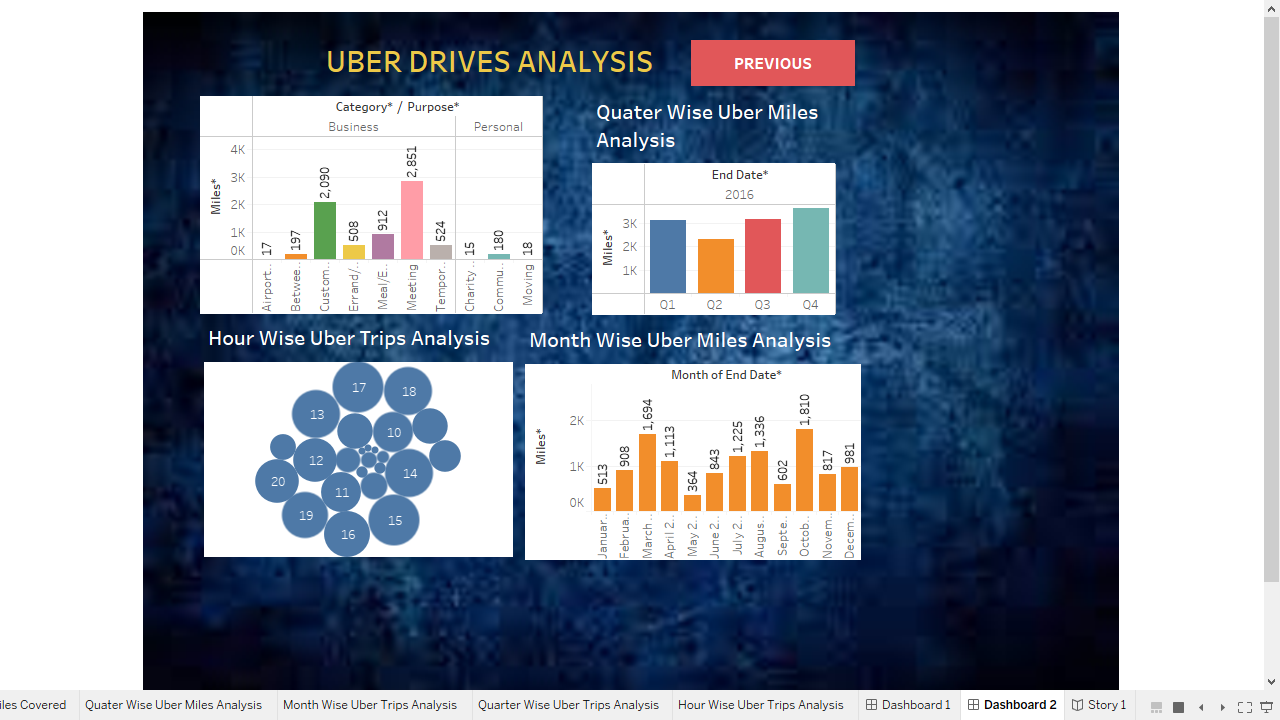 UBER DRIVES ANALYSIS
PREVIOUS
Category* / Purpose*
Business Personal
4K
3K
2K
1K
0K
Miles*
17
197
2,090
508
912
2,851
524
15
180
18
Airport..
Betwee..
Custom..
Errand/..
Meal/E..
Meeting
Tempor..
Charity ..
Commu..
Moving
Quater Wise Uber Miles
Analysis
End Date*
2016
3K
2K
1K
Miles*
Q1 Q2 Q3 Q4
Hour Wise Uber Trips Analysis
17
18
13
10
12
14
20
11
19
15
16
Month Wise Uber Miles Analysis
Month of End Date*
2K
1K
0K
Miles*
513
908
1,694
1,113
364
843
1,225
1,336
602
1,810
817
981
Januar..
Februa..
March ..
April 2..
May 2..
June 2..
July 2..
Augus..
Septe..
Octob..
Novem..
Decem..
iles Covered Quater Wise Uber Miles Analysis Month Wise Uber Trips Analysis Quarter Wise Uber Trips Analysis Hour Wise Uber Trips Analysis Dashboard 1 Dashboard 2 Story 1